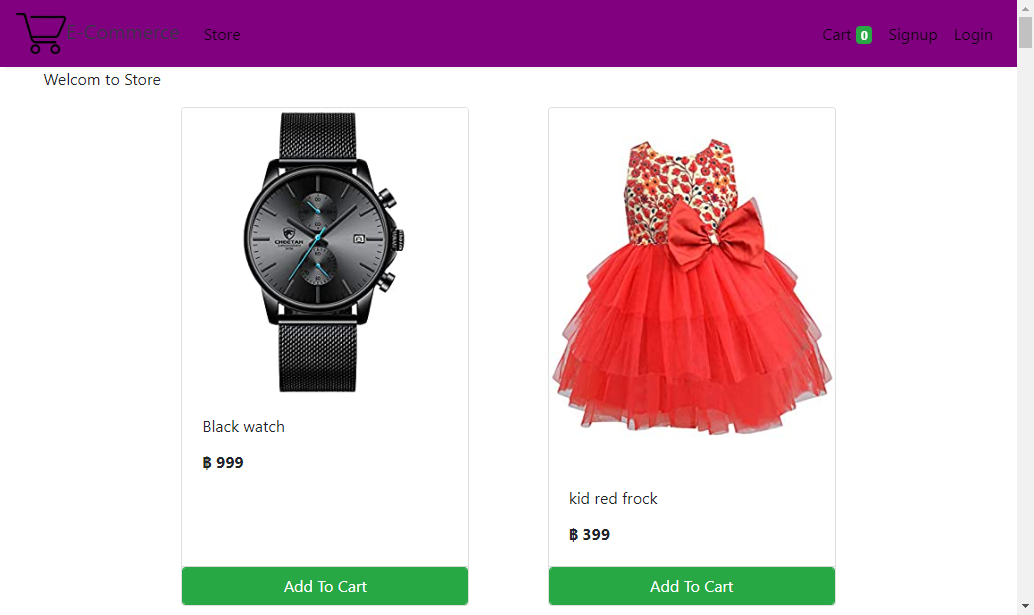 E-Commerce
Store
Cart 0
Signup
Login
Welcom to Store
CHEETAH
Black watch
฿ 999
Add To Cart
kid red frock
฿ 399
Add To Cart